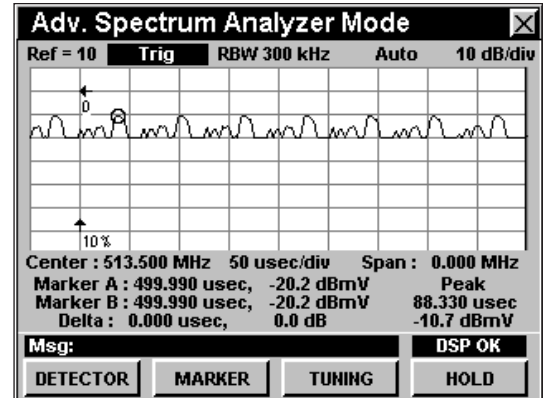 Adv. Spectrum Analyzer Mode
Ref = 10 Trig RBW 300 kHz Auto 10 dB/div
0
10 %
Center : 513.500 MHz 50 usec/div Span : 0.000 MHz
Marker A : 499.990 usec, -20.2 dBmV Peak
Marker B : 499.990 usec, -20.2 dBmV 88.330 usec
Delta : 0.000 usec, 0.0 dB -10.7 dBmV
Msg: DSP OK
DETECTOR MARKER TUNING HOLD